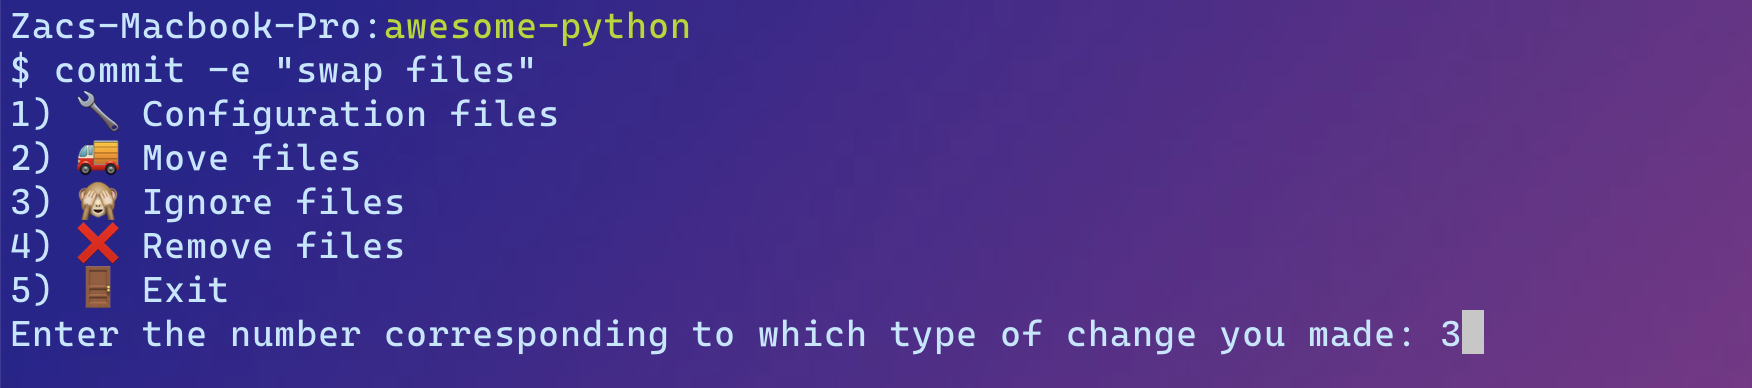 Zacs-Macbook-Pro:awesome-python
$ commit -e "swap files"
1) 🔧 Configuration files
2) 🚚 Move files
3) 🙈 Ignore files
4) ❌ Remove files
5) 🚪 Exit
Enter the number corresponding to which type of change you made: 3